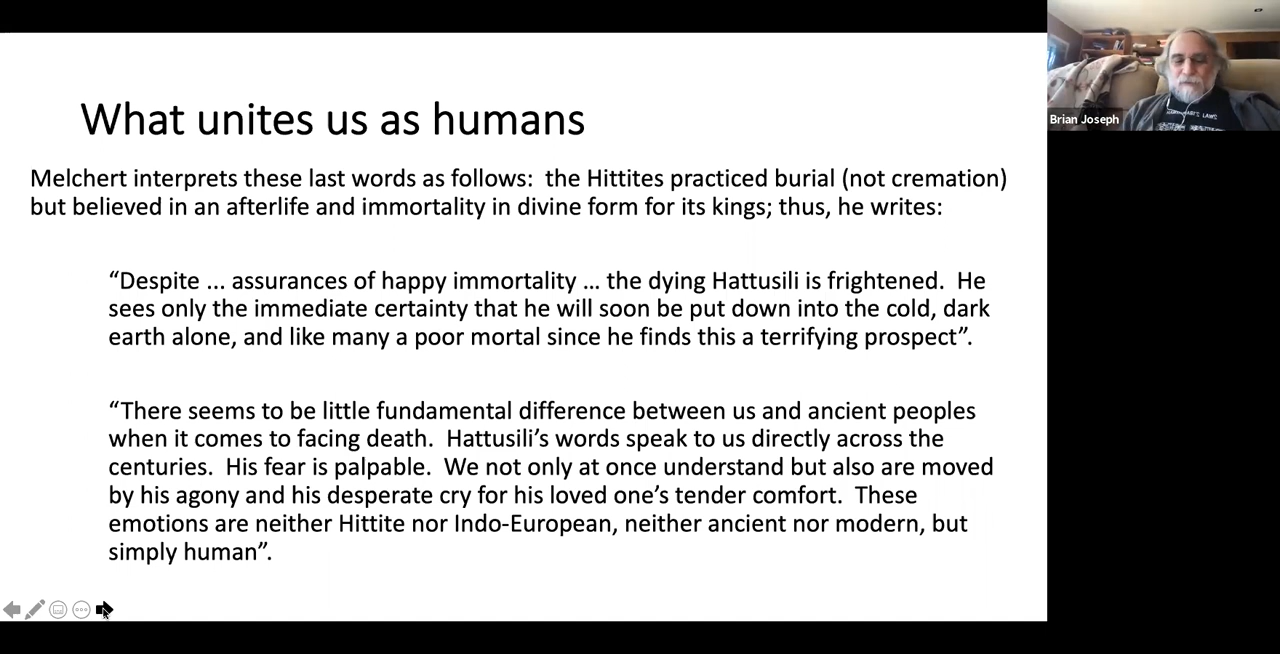 What unites us as humans
Melchert interprets these last words as follows:  the Hittites practiced burial (not cremation)
but believed in an afterlife and immortality in divine form for its kings; thus, he writes:
“Despite ... assurances of happy immortality ... the dying Hattusili is frightened.  He
sees only the immediate certainty that he will soon be put down into the cold, dark
earth alone, and like many a poor mortal since he finds this a terrifying prospect”.
“There seems to be little fundamental difference between us and ancient peoples
when it comes to facing death.  Hattusili’s words speak to us directly across the
centuries.  His fear is palpable.  We not only at once understand but also are moved
by his agony and his desperate cry for his loved one’s tender comfort.  These
emotions are neither Hittite nor Indo-European, neither ancient nor modern, but
simply human”.
Brian Joseph